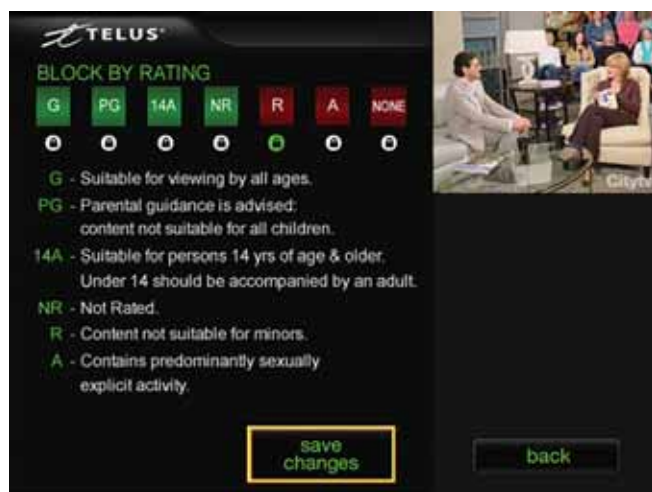 TELUS
BLOCK BY RATING
G PG 14A NR R A NONE
G - Suitable for viewing by all ages.
PG - Parental guidance is advised:
content not suitable for all children.
14A - Suitable for persons 14 yrs of age & older.
Under 14 should be accompanied by an adult.
NR - Not Rated.
R - Content not suitable for minors.
A - Contains predominantly sexually
explicit activity.
save
changes
back
Citytv